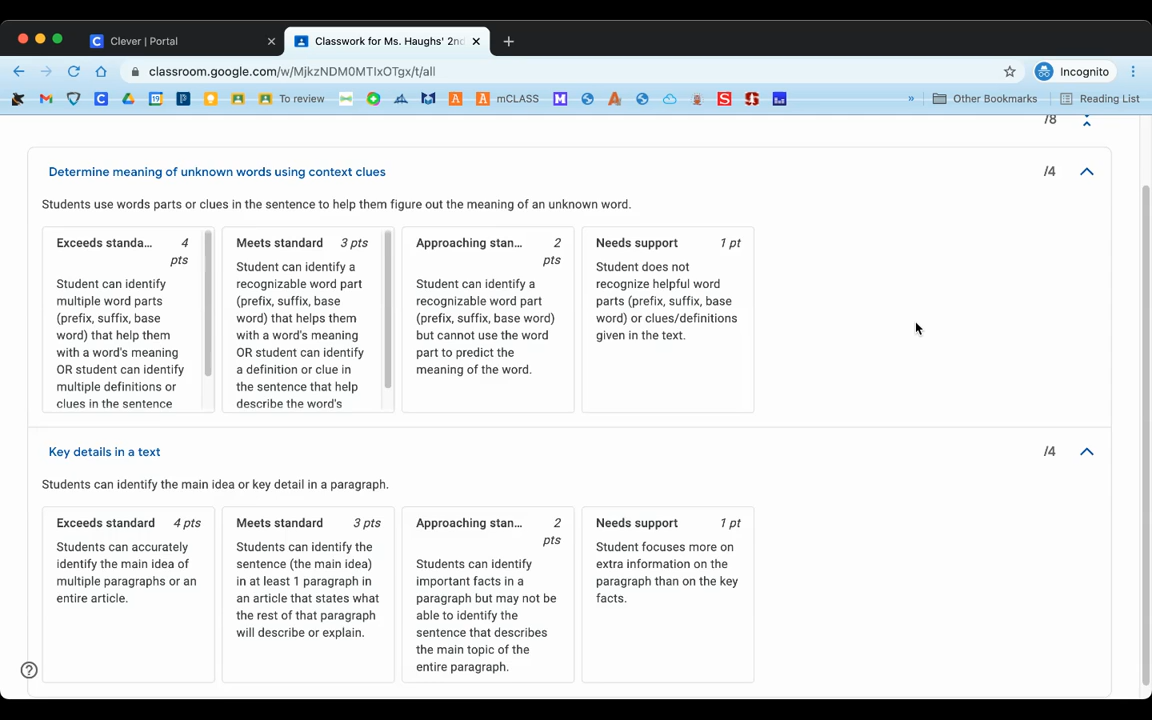 Clever | Portal
Classwork for Ms. Haughs' 2nd
classroom.google.com/w/MjkzNDM0MTIxOTgx/t/all
Incognito
To review
mCLASS
» Other Bookmarks
Reading List
/8
Determine meaning of unknown words using context clues /4
Students use words parts or clues in the sentence to help them figure out the meaning of an unknown word.
Exceeds standa... 4
pts
Student can identify
multiple word parts
(prefix, suffix, base
word) that help them
with a word's meaning
OR student can identify
multiple definitions or
clues in the sentence
Meets standard 3 pts
Student can identify a
recognizable word part
(prefix, suffix, base
word) that helps them
with a word's meaning
OR student can identify
a definition or clue in
the sentence that help
describe the word's
Approaching stan... 2
pts
Student can identify a
recognizable word part
(prefix, suffix, base word)
but cannot use the word
part to predict the
meaning of the word.
Needs support 1 pt
Student does not
recognize helpful word
parts (prefix, suffix, base
word) or clues/definitions
given in the text.
Key details in a text /4
Students can identify the main idea or key detail in a paragraph.
Exceeds standard 4 pts
Students can accurately
identify the main idea of
multiple paragraphs or an
entire article.
Meets standard 3 pts
Students can identify the
sentence (the main idea)
in at least 1 paragraph in
an article that states what
the rest of that paragraph
will describe or explain.
Approaching stan... 2
pts
Students can identify
important facts in a
paragraph but may not be
able to identify the
sentence that describes
the main topic of the
entire paragraph.
Needs support 1 pt
Student focuses more on
extra information on the
paragraph than on the key
facts.